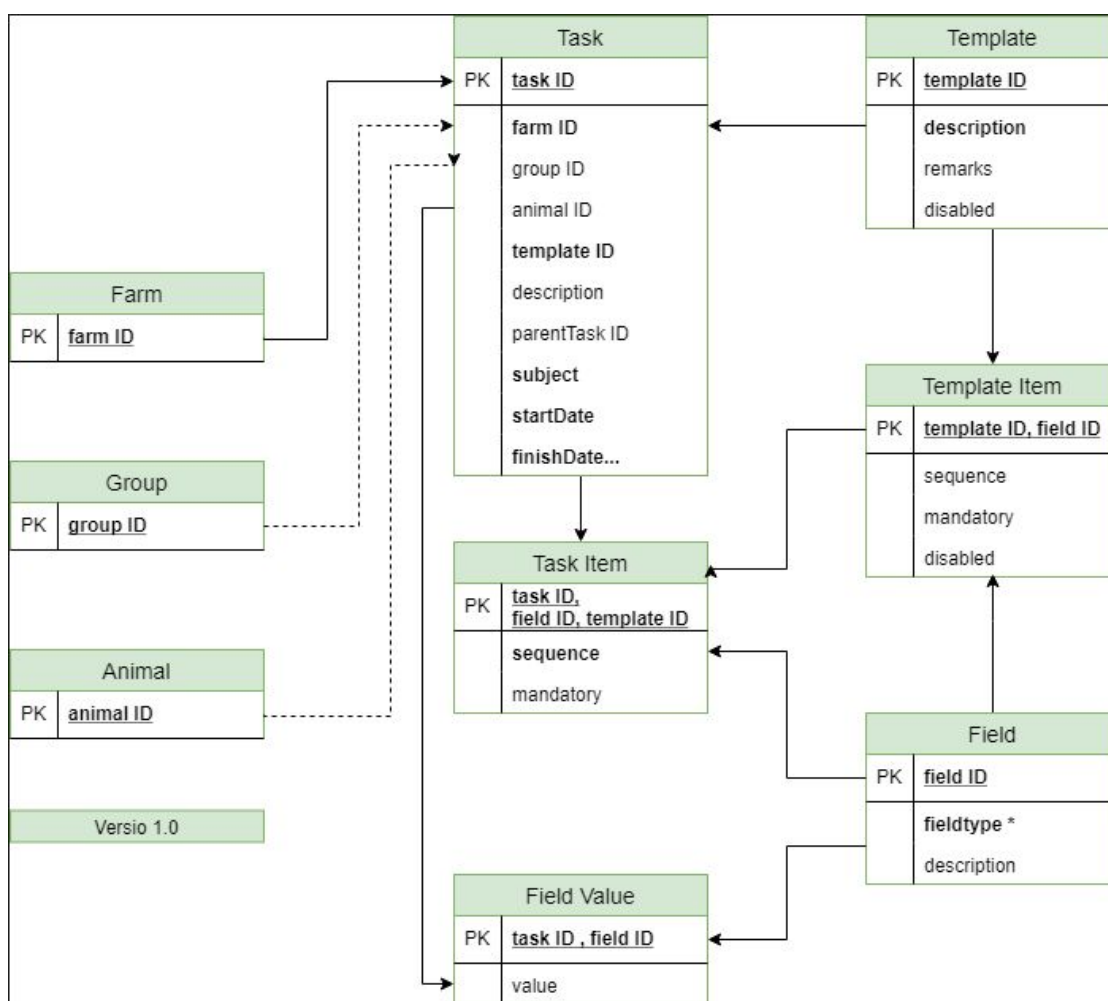 Task
PK task ID
farm ID
group ID
animal ID
template ID
description
parentTask ID
subject
startDate
finishDate...
Template
PK template ID
description
remarks
disabled
Farm
PK farm ID
Template Item
PK template ID, field ID
sequence
mandatory
disabled
Group
PK group ID
Task Item
PK task ID,
field ID, template ID
sequence
mandatory
Animal
PK animal ID
Field
PK field ID
fieldtype *
description
Versio 1.0
Field Value
PK task ID , field ID
value